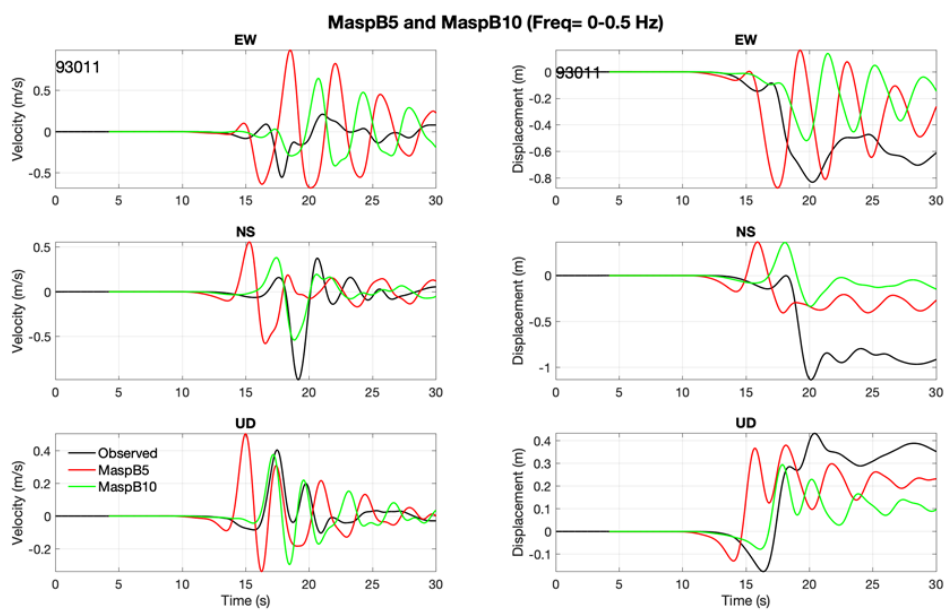 MaspB5 and MaspB10 (Freq= 0-0.5 Hz)
EW
93011
Velocity (m/s)
0.5
0
-0.5
0 5 10 15 20 25 30
EW
93011
Displacement (m)
0
-0.2
-0.4
-0.6
-0.8
0 5 10 15 20 25 30
NS
Velocity (m/s)
0.5
0
-0.5
0 5 10 15 20 25 30
NS
Displacement (m)
0
-0.5
-1
0 5 10 15 20 25 30
UD
Velocity (m/s)
0.4
0.2
0
-0.2
Observed
MaspB5
MaspB10
0 5 10 15 20 25 30
Time (s)
UD
Displacement (m)
0.4
0.3
0.2
0.1
0
-0.1
0 5 10 15 20 25 30
Time (s)